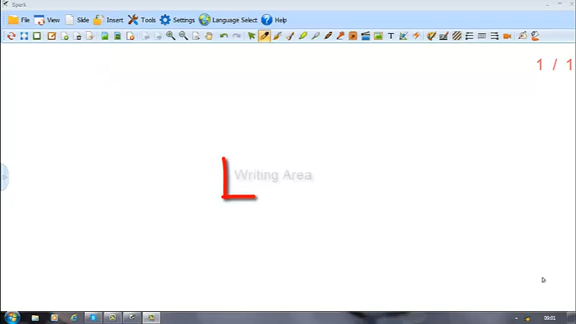 Spark
File View Slide Insert Tools Settings Language Select Help
1 / 1
Writing Area
L
09:01